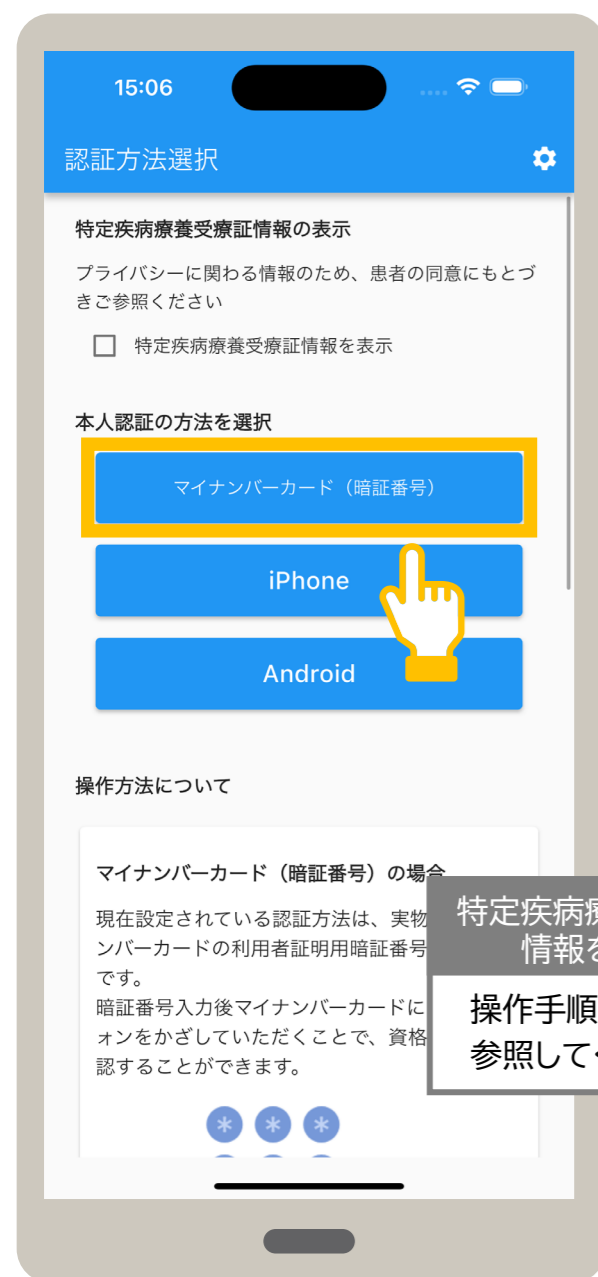 15:06
認証方法選択
特定疾病療養受療証情報の表示
プライバシーに関わる情報のため、患者の同意にもとづ
きご参照ください
特定疾病療養受療証情報を表示
本人認証の方法を選択
マイナンバーカード（暗証番号）
iPhone
Android
操作方法について
マイナンバーカード（暗証番号）の場合
現在設定されている認証方法は、実物
ンバーカードの利用者証明用暗証番号
です。
暗証番号入力後マイナンバーカードに
ォンをかざしていただくことで、資格
認することができます。
特定疾病療
情報を
操作手順
参照してく